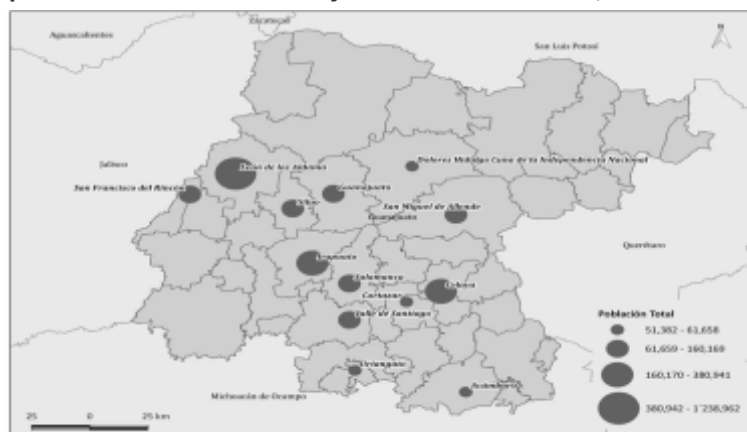 Zacatecas
Aguascalientes
San Luis Potosí
N
Jalisco
León de los Aldama
Dolores Hidalgo Cuna de la Independencia Nacional
San Francisco del Rincón
Guanajuato
Silao
San Miguel de Allende
Guanajuato
Querétaro
Irapuato
Salamanca
Celaya
Cortazar
Valle de Santiago
Uriangato
Acámbaro
Michoacán de Ocampo
Población Total
51,382 - 61,658
61,659 - 160,169
160,170 - 380,941
380,942 - 1'238,962
25 0 25 km